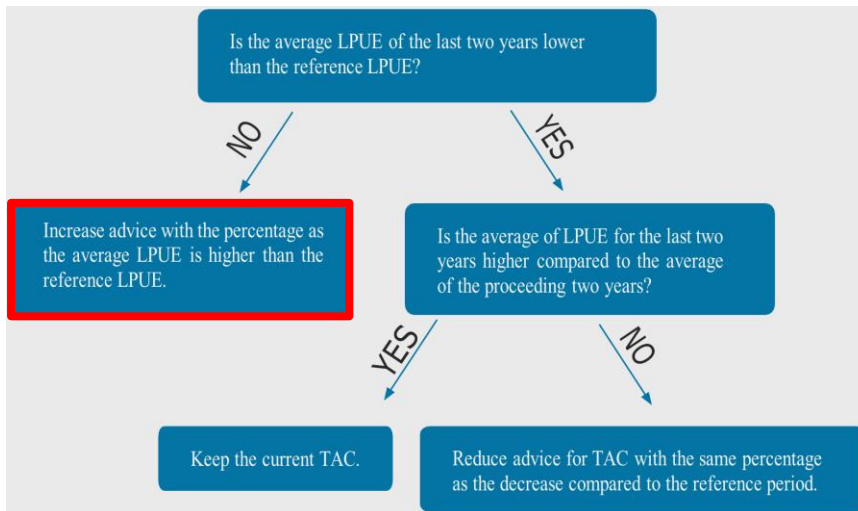 Is the average LPUE of the last two years lower
than the reference LPUE?
NO
YES
Increase advice with the percentage as
the average LPUE is higher than the
reference LPUE.
Is the average of LPUE for the last two
years higher compared to the average
of the proceeding two years?
YES
NO
Keep the current TAC.
Reduce advice for TAC with the same percentage
as the decrease compared to the reference period.